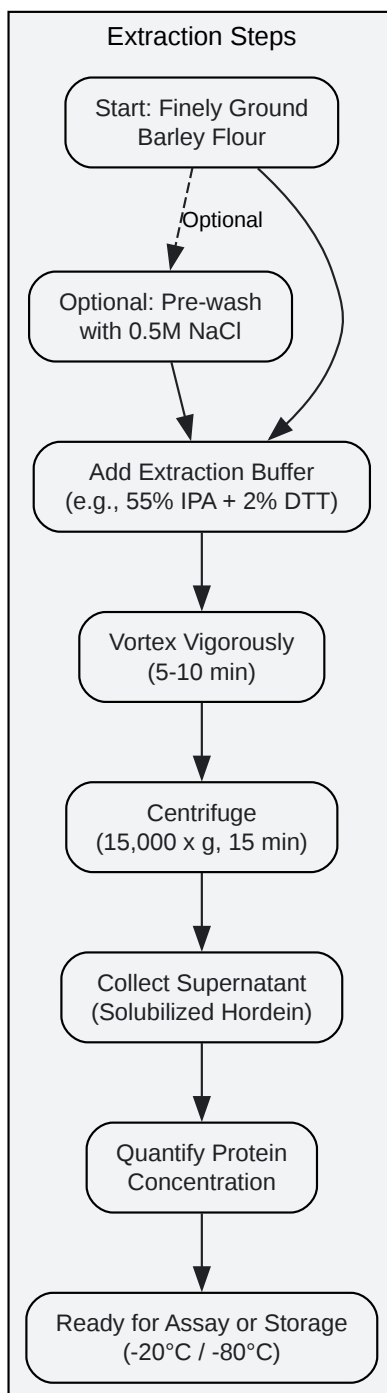 Extraction Steps
Start: Finely Ground
Barley Flour
Optional
Optional: Pre-wash
with 0.5M NaCl
Add Extraction Buffer
(e.g., 55% IPA + 2% DTT)
Vortex Vigorously
(5-10 min)
Centrifuge
(15,000 x g, 15 min)
Collect Supernatant
(Solubilized Hordein)
Quantify Protein
Concentration
Ready for Assay or Storage
(-20°C / -80°C)